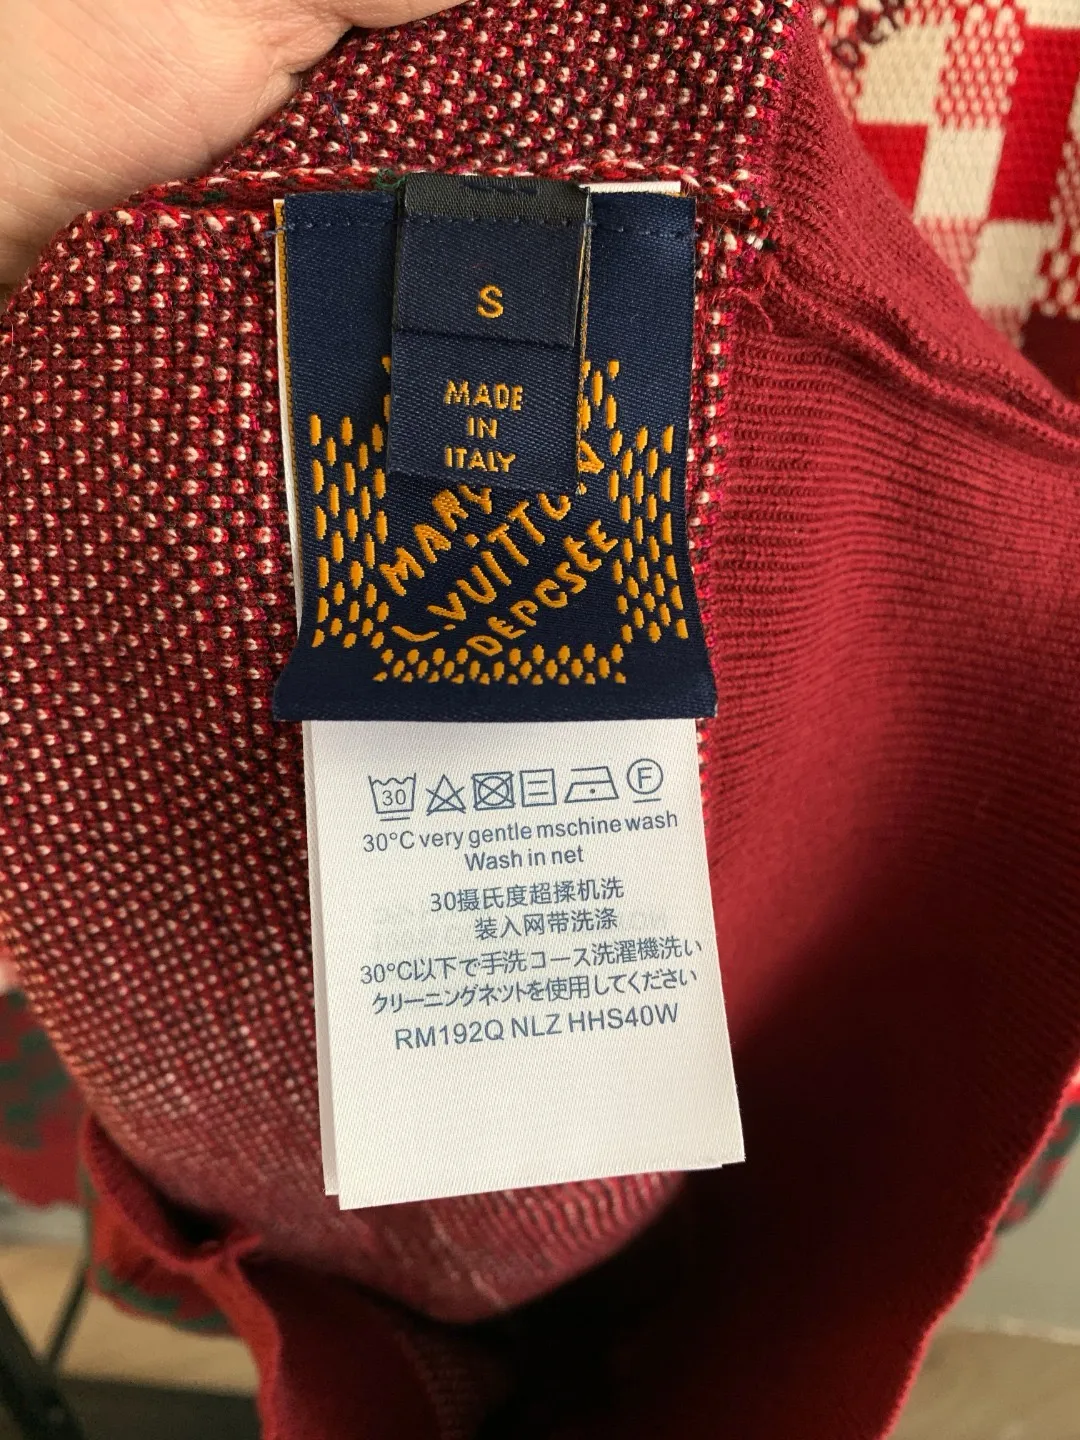 S
MADE
IN
ITALY
MARQ
L.VUITTON
DEPOSÉE
30
F
30°C very gentle mschine wash
Wash in net
30摄氏度超揉机洗
装入网带洗涤
30°C以下で手洗コース洗濯機洗い
クリーニングネットを使用してください
RM192Q NLZ HHS40W